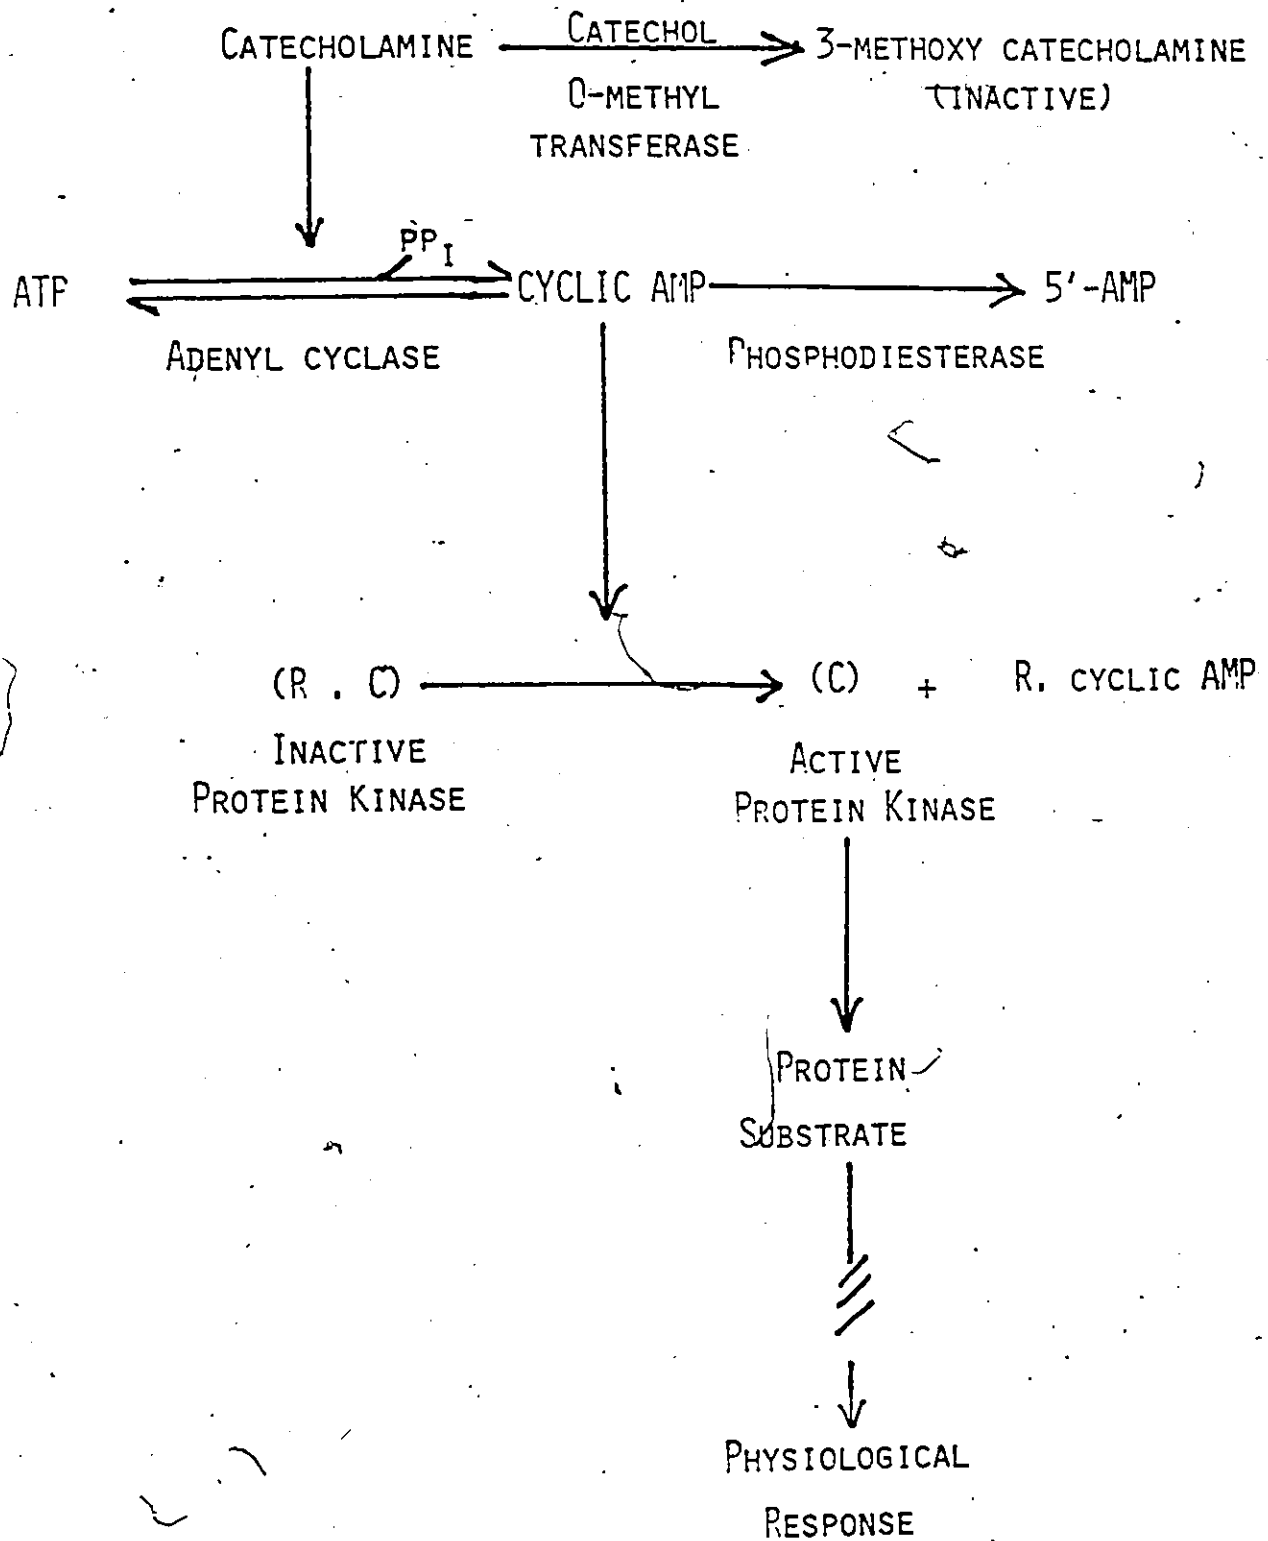 CATECHOLAMINE CATECHOL 3-METHOXY CATECHOLAMINE
O-METHYL (INACTIVE)
TRANSFERASE
PPI
ATP CYCLIC AMP 5'-AMP
ADENYL CYCLASE PHOSPHODIESTERASE
(R . C) (C) + R. CYCLIC AMP
INACTIVE ACTIVE
PROTEIN KINASE PROTEIN KINASE
PROTEIN
SUBSTRATE
PHYSIOLOGICAL
RESPONSE